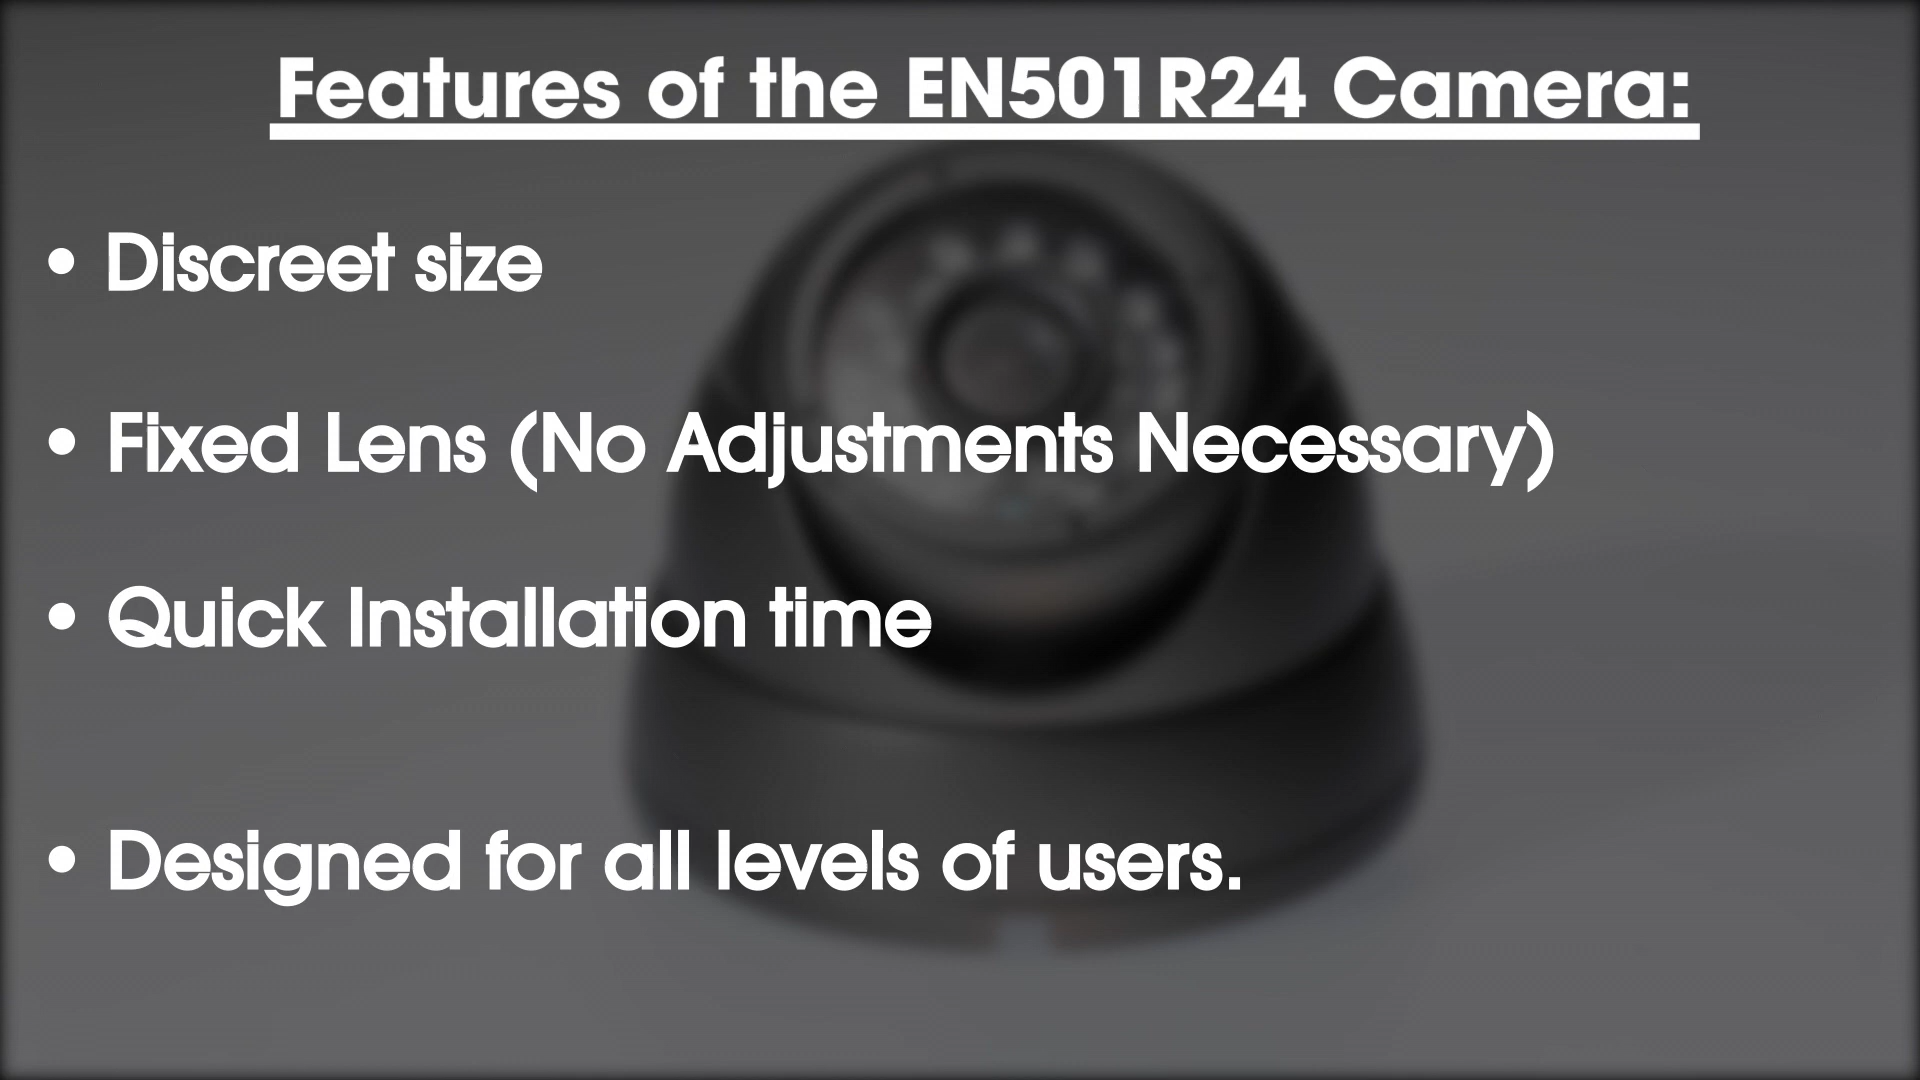 Features of the EN501R24 Camera:
• Discreet size
• Fixed Lens (No Adjustments Necessary)
• Quick Installation time
• Designed for all levels of users.